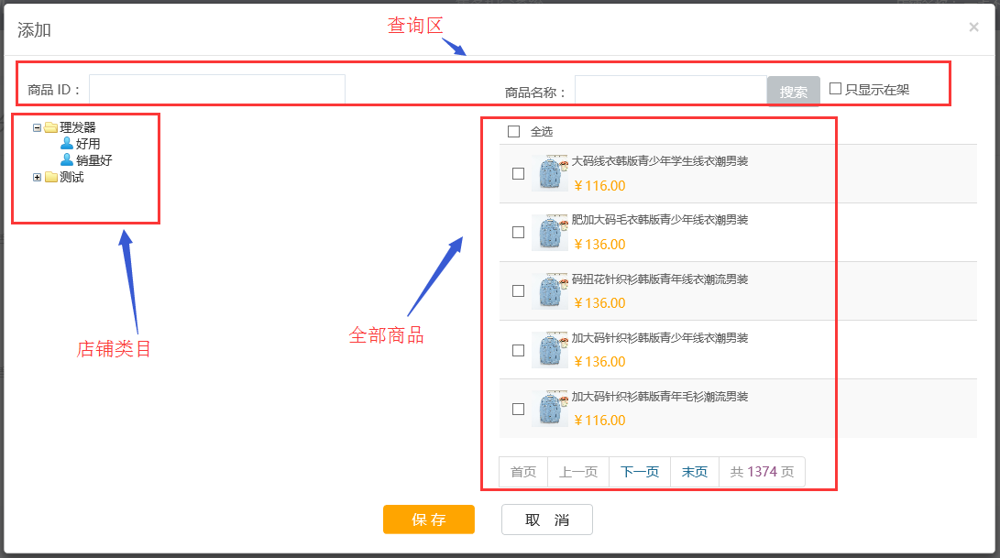 添加
查询区
商品 ID：
商品名称：
搜索
只显示在架
理发器
好用
销量好
测试
店铺类目
全部商品
全选
大码线衣韩版青少年学生线衣潮男装
￥116.00
肥加大码毛衣韩版青少年线衣潮男装
￥136.00
码扭花针织衫韩版青年线衣潮流男装
￥136.00
加大码针织衫韩版青少年线衣潮男装
￥136.00
加大码针织衫韩版青年毛衫潮流男装
￥116.00
首页 上一页 下一页 末页 共 1374 页
保 存
取 消